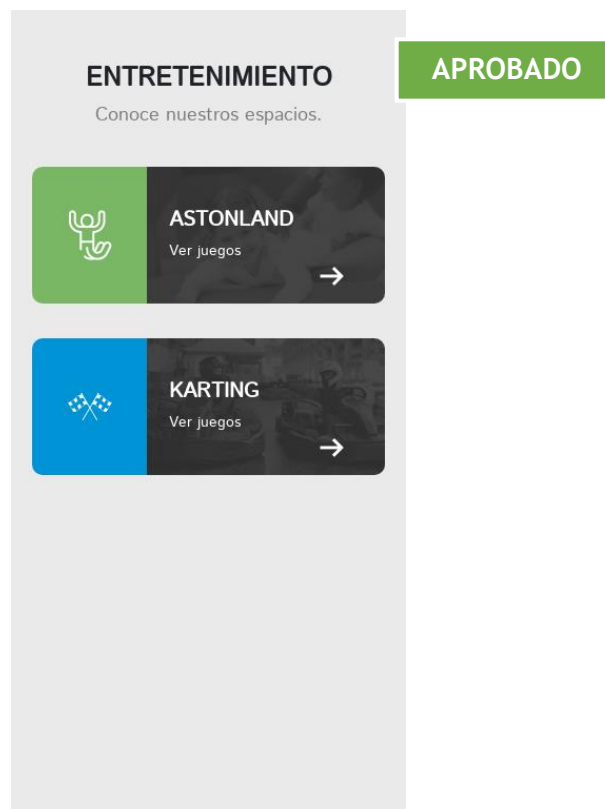 ENTRETENIMIENTO
APROBADO
Conoce nuestros espacios.
ASTONLAND
Ver juegos
KARTING
Ver juegos